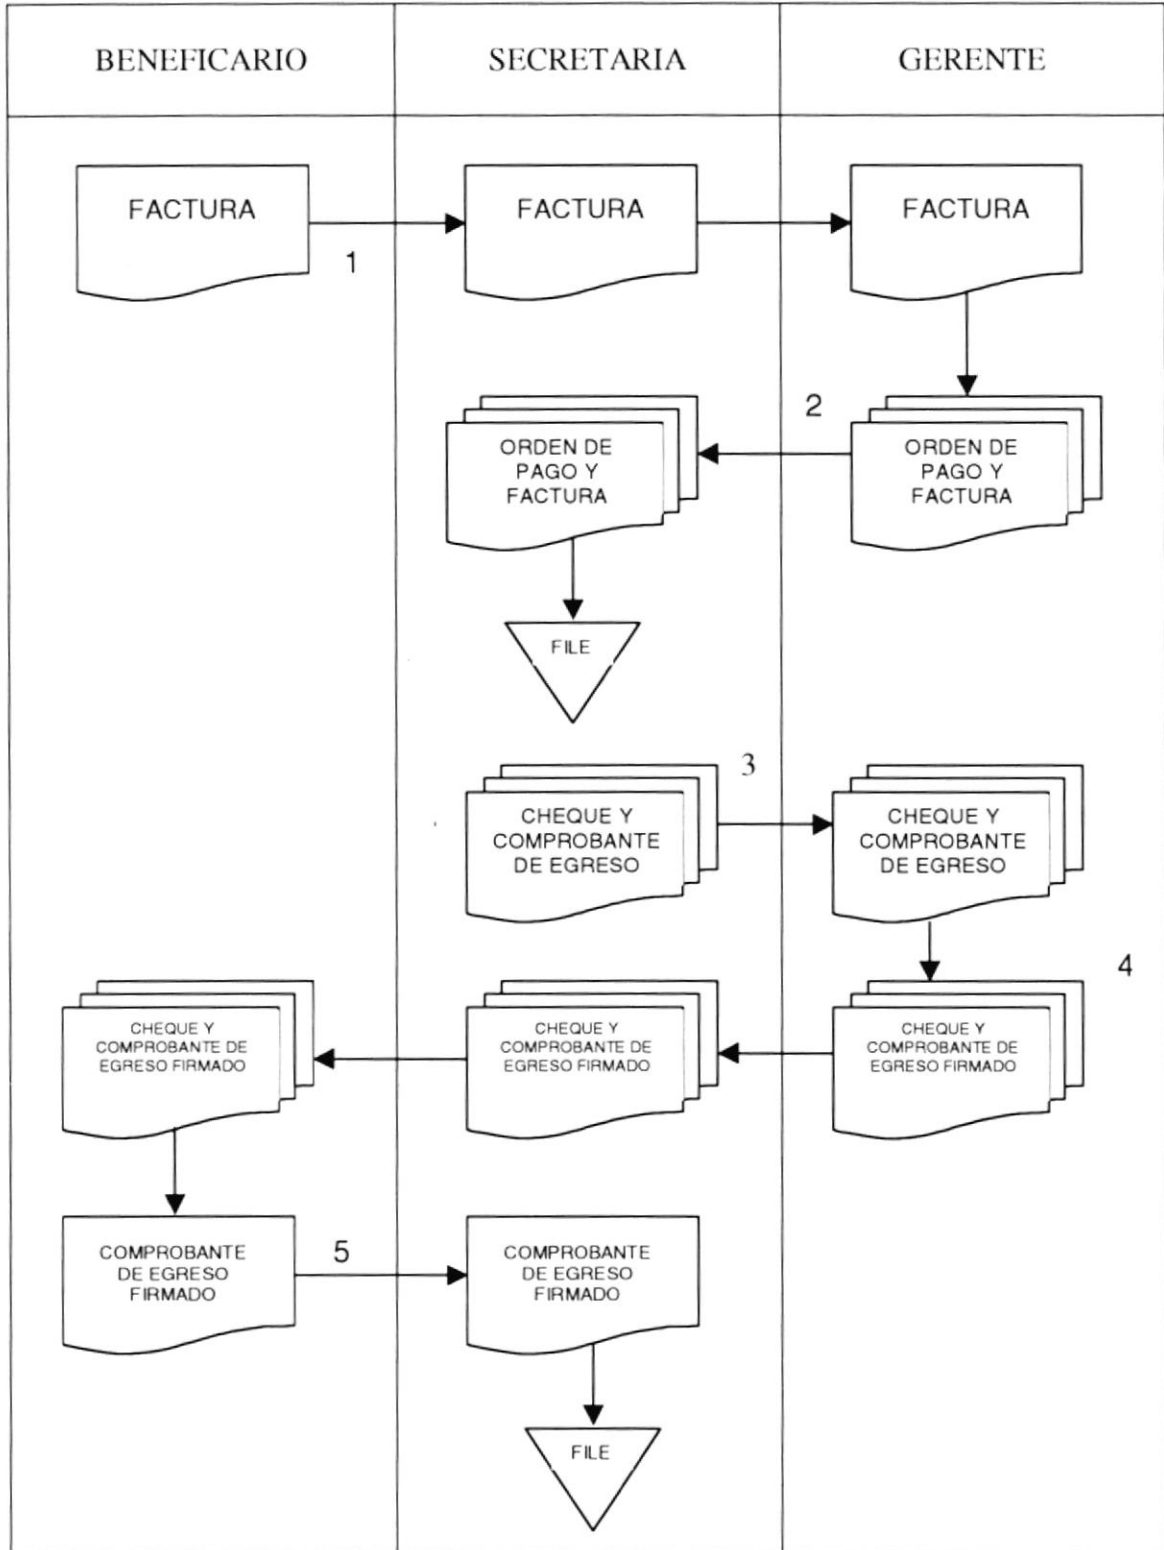 BENEFICARIO
SECRETARIA
GERENTE
FACTURA
1
FACTURA
FACTURA
2
ORDEN DE
PAGO Y
FACTURA
ORDEN DE
PAGO Y
FACTURA
FILE
3
CHEQUE Y
COMPROBANTE
DE EGRESO
CHEQUE Y
COMPROBANTE
DE EGRESO
4
CHEQUE Y
COMPROBANTE DE
EGRESO FIRMADO
CHEQUE Y
COMPROBANTE DE
EGRESO FIRMADO
CHEQUE Y
COMPROBANTE DE
EGRESO FIRMADO
COMPROBANTE
DE EGRESO
FIRMADO
5
COMPROBANTE
DE EGRESO
FIRMADO
FILE